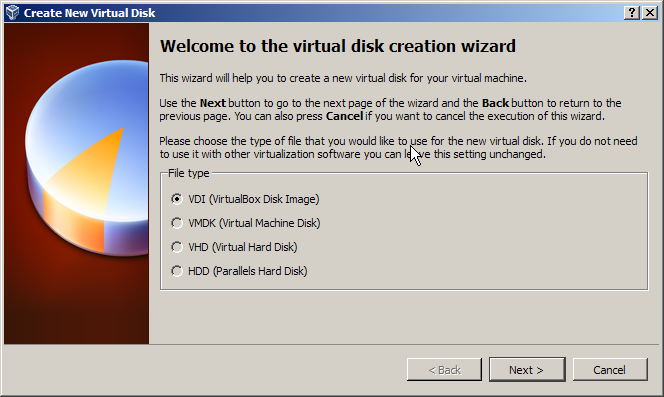 Create New Virtual Disk
Welcome to the virtual disk creation wizard
This wizard will help you to create a new virtual disk for your virtual machine.
Use the Next button to go to the next page of the wizard and the Back button to return to the
previous page. You can also press Cancel if you want to cancel the execution of this wizard.
Please choose the type of file that you would like to use for the new virtual disk. If you do not need
to use it with other virtualization software you can leave this setting unchanged.
File type
VDI (VirtualBox Disk Image)
VMDK (Virtual Machine Disk)
VHD (Virtual Hard Disk)
HDD (Parallels Hard Disk)
< Back
Next >
Cancel